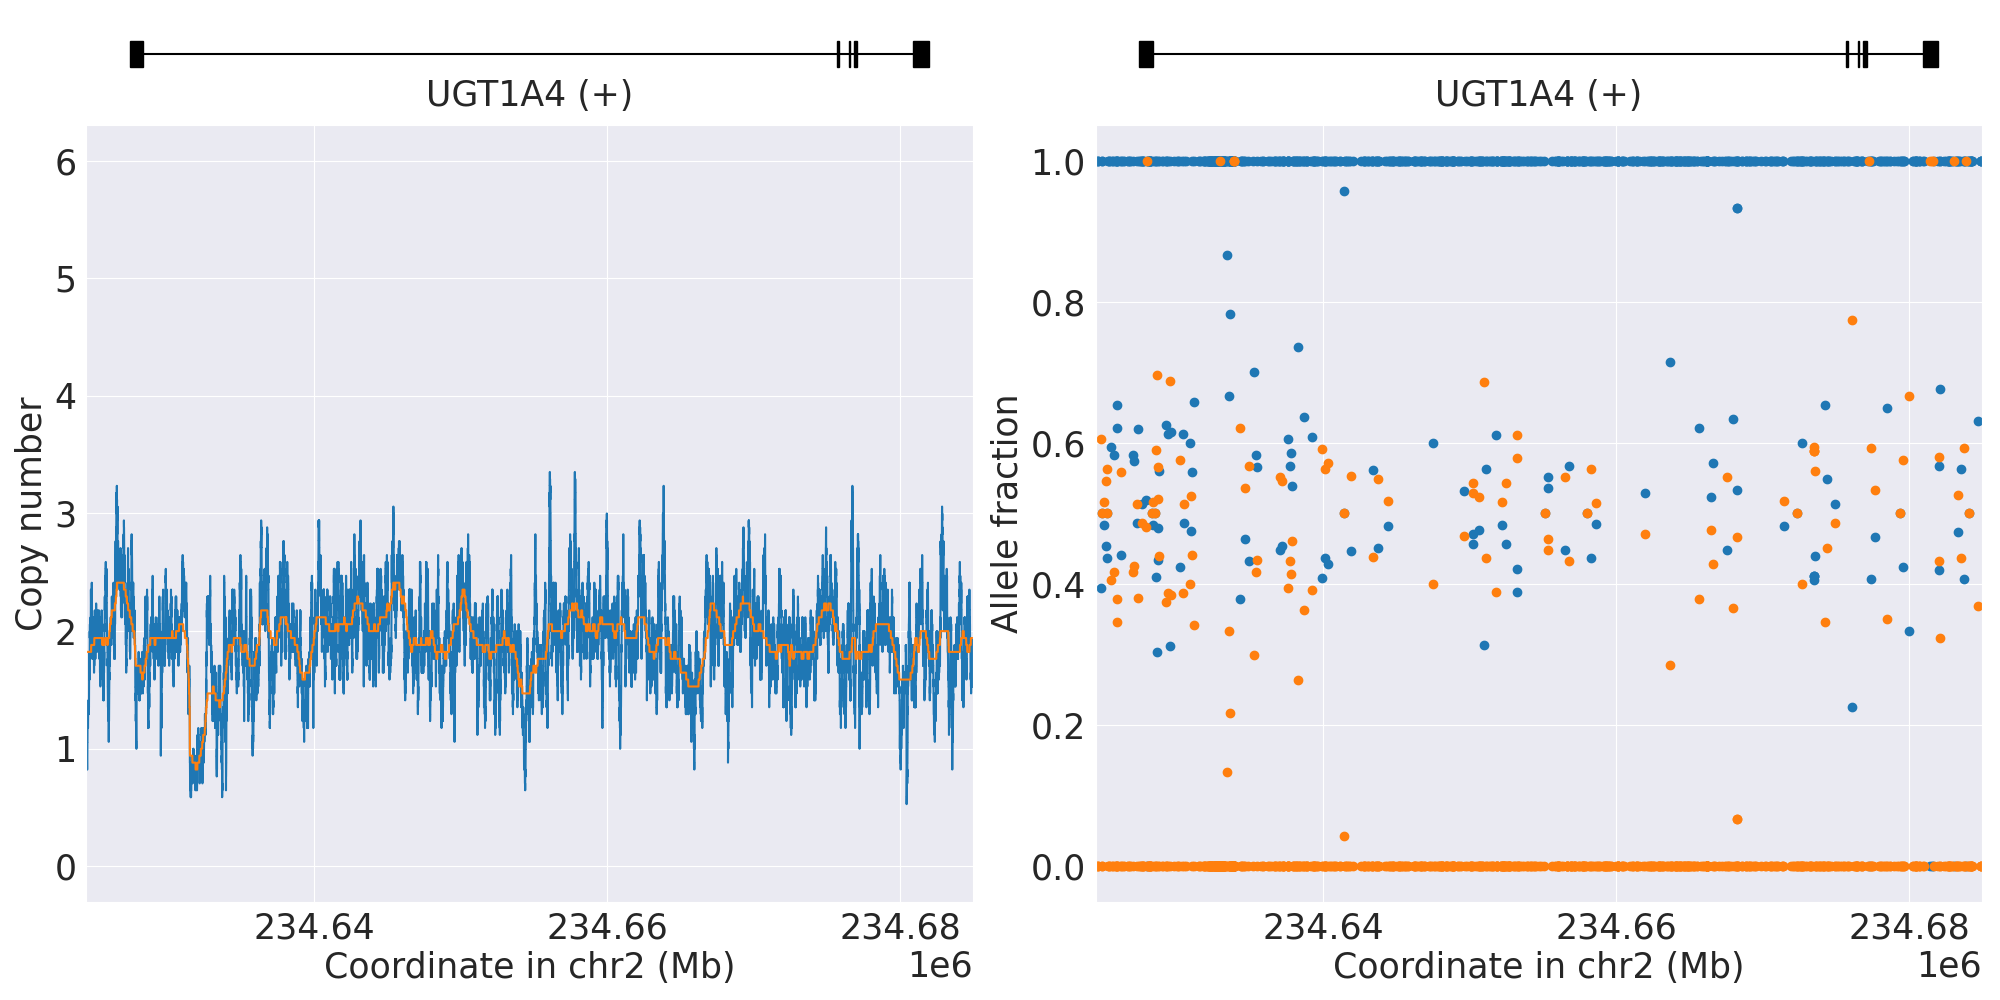 UGT1A4 (+)
6
5
4
3
2
1
0
Copy number
234.64 234.66 234.68
1e6
Coordinate in chr2 (Mb)
UGT1A4 (+)
1.0
0.8
0.6
0.4
0.2
0.0
Allele fraction
234.64 234.66 234.68
1e6
Coordinate in chr2 (Mb)